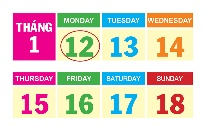 THÁNG 1
MONDAY TUESDAY WEDNESDAY
12 13 14
THURSDAY FRIDAY SATURDAY SUNDAY
15 16 17 18